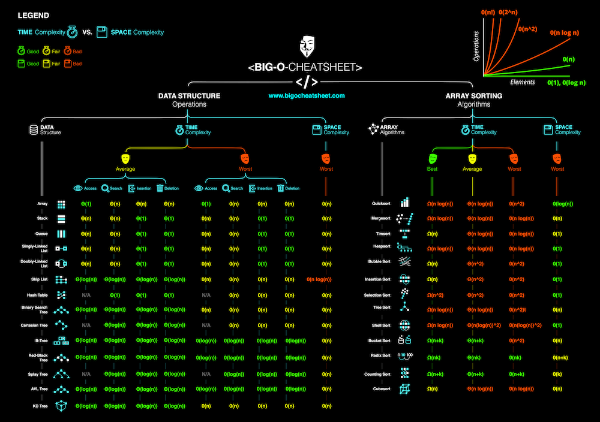 LEGEND
TIME Complexity VS. SPACE Complexity
Good Fair Bad
Good Fair Bad
Θ(n!) Θ(2^n)
Θ(n^2)
Θ(n log n)
Θ(n)
Θ(1), Θ(log n)
Operations
Elements
<BIG-O-CHEATSHEET>
</>
www.bigocheatsheet.com
DATA STRUCTURE
Operations
ARRAY SORTING
Algorithms
DATA Structure
TIME Complexity
SPACE Complexity
ARRAY Algorithms
TIME Complexity
SPACE Complexity
Average Worst Worst
Best Average Worst Worst
Access Search Insertion Deletion Access Search Insertion Deletion
Array Θ(1) Θ(n) Θ(n) Θ(n) O(1) O(n) O(n) O(n) O(n)
Stack Θ(n) Θ(n) Θ(1) Θ(1) O(n) O(n) O(1) O(1) O(n)
Queue Θ(n) Θ(n) Θ(1) Θ(1) O(n) O(n) O(1) O(1) O(n)
Singly-Linked List Θ(n) Θ(n) Θ(1) Θ(1) O(n) O(n) O(1) O(1) O(n)
Doubly-Linked List Θ(n) Θ(n) Θ(1) Θ(1) O(n) O(n) O(1) O(1) O(n)
Skip List Θ(log(n)) Θ(log(n)) Θ(log(n)) Θ(log(n)) O(n) O(n) O(n) O(n) O(n log(n))
Hash Table N/A Θ(1) Θ(1) Θ(1) N/A O(n) O(n) O(n) O(n)
Binary Search Tree Θ(log(n)) Θ(log(n)) Θ(log(n)) Θ(log(n)) O(n) O(n) O(n) O(n) O(n)
Cartesian Tree N/A Θ(log(n)) Θ(log(n)) Θ(log(n)) N/A O(n) O(n) O(n) O(n)
B-Tree Θ(log(n)) Θ(log(n)) Θ(log(n)) Θ(log(n)) O(log(n)) O(log(n)) O(log(n)) O(log(n)) O(n)
Red-Black Tree Θ(log(n)) Θ(log(n)) Θ(log(n)) Θ(log(n)) O(log(n)) O(log(n)) O(log(n)) O(log(n)) O(n)
Splay Tree N/A Θ(log(n)) Θ(log(n)) Θ(log(n)) N/A O(log(n)) O(log(n)) O(log(n)) O(n)
AVL Tree Θ(log(n)) Θ(log(n)) Θ(log(n)) Θ(log(n)) O(log(n)) O(log(n)) O(log(n)) O(log(n)) O(n)
KD Tree Θ(log(n)) Θ(log(n)) Θ(log(n)) Θ(log(n)) O(n) O(n) O(n) O(n) O(n)
Quicksort Ω(n log(n)) Θ(n log(n)) O(n^2) O(log(n))
Mergesort Ω(n log(n)) Θ(n log(n)) O(n log(n)) O(n)
Timsort Ω(n) Θ(n log(n)) O(n log(n)) O(n)
Heapsort Ω(n log(n)) Θ(n log(n)) O(n log(n)) O(1)
Bubble Sort Ω(n) Θ(n^2) O(n^2) O(1)
Insertion Sort Ω(n) Θ(n^2) O(n^2) O(1)
Selection Sort Ω(n^2) Θ(n^2) O(n^2) O(1)
Tree Sort Ω(n log(n)) Θ(n log(n)) O(n^2) O(n)
Shell Sort Ω(n log(n)) Θ(n(log(n))^2) O(n(log(n))^2) O(1)
Bucket Sort Ω(n+k) Θ(n+k) O(n^2) O(n)
Radix Sort Ω(nk) Θ(nk) O(nk) O(n+k)
Counting Sort Ω(n+k) Θ(n+k) O(n+k)
Cubesort Ω(n) Θ(n log(n)) O(n log(n)) O(n)